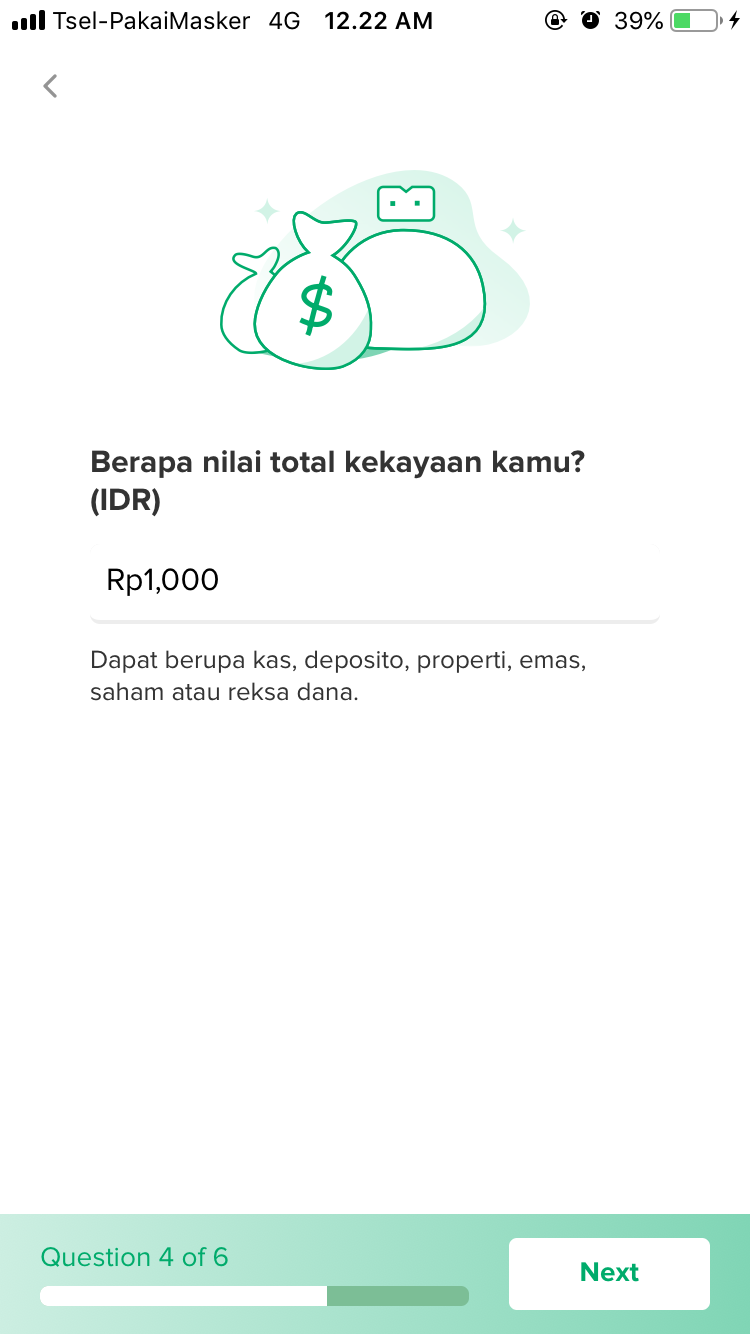 Tsel-PakaiMasker 4G 12.22 AM 39%
$
Berapa nilai total kekayaan kamu?
(IDR)
Rp1,000
Dapat berupa kas, deposito, properti, emas,
saham atau reksa dana.
Question 4 of 6
Next